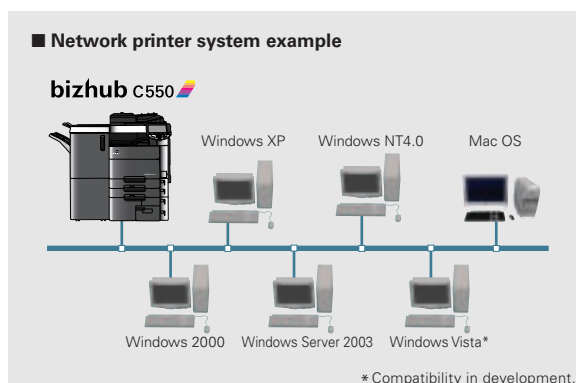 ■ Network printer system example
bizhub C550
Windows XP
Windows NT4.0
Mac OS
Windows 2000
Windows Server 2003
Windows Vista*
* Compatibility in development.